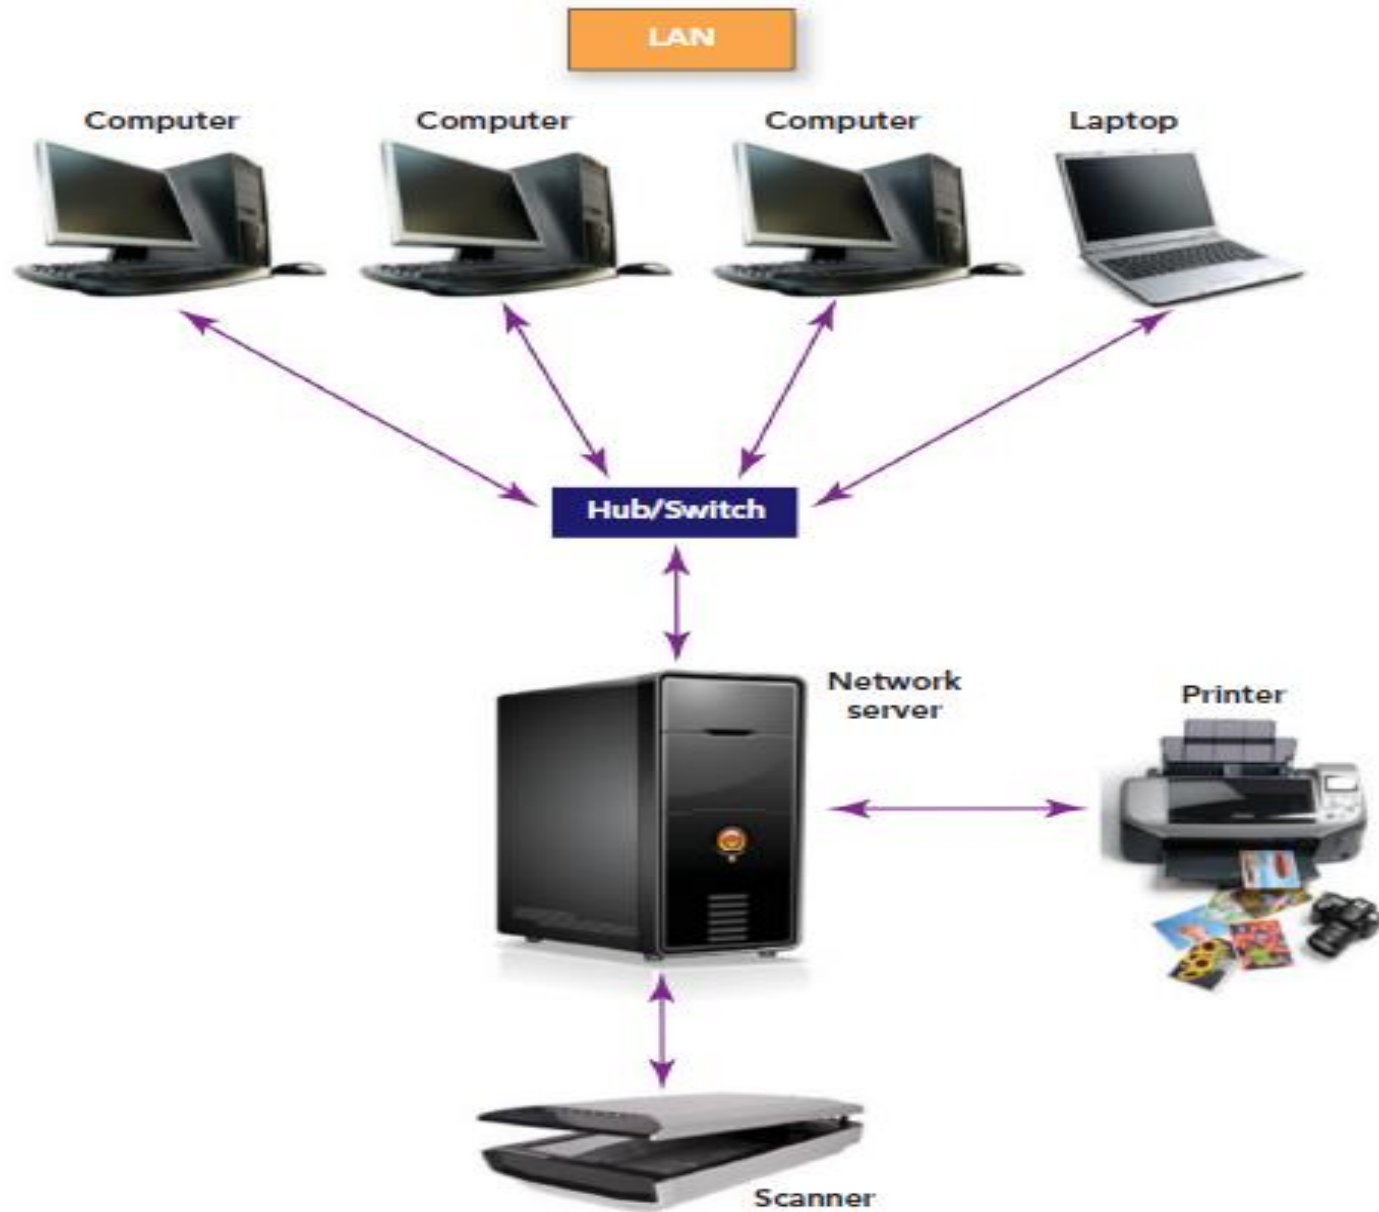 LAN
Computer
Computer
Computer
Laptop
Hub/Switch
Network
server
Printer
Scanner